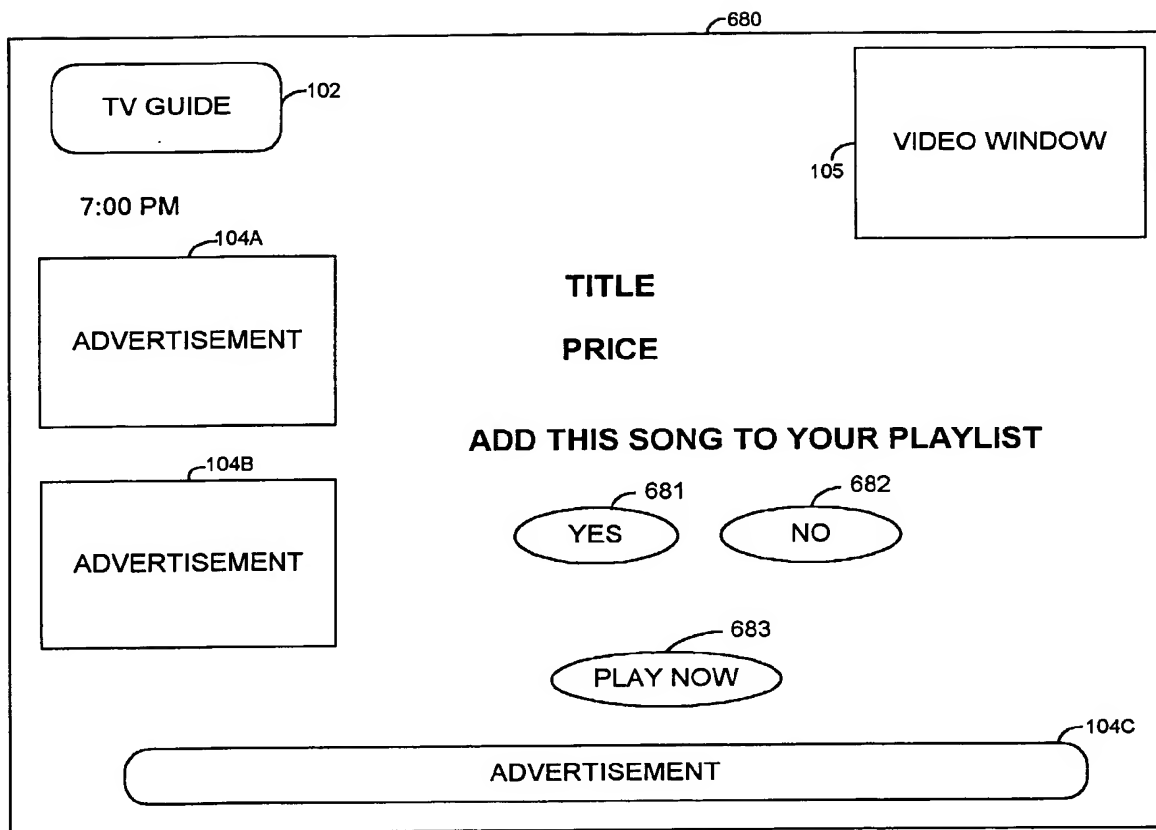 680
TV GUIDE
102
VIDEO WINDOW
105
7:00 PM
104A
ADVERTISEMENT
TITLE
PRICE
ADD THIS SONG TO YOUR PLAYLIST
104B
ADVERTISEMENT
681
YES
682
NO
683
PLAY NOW
104C
ADVERTISEMENT